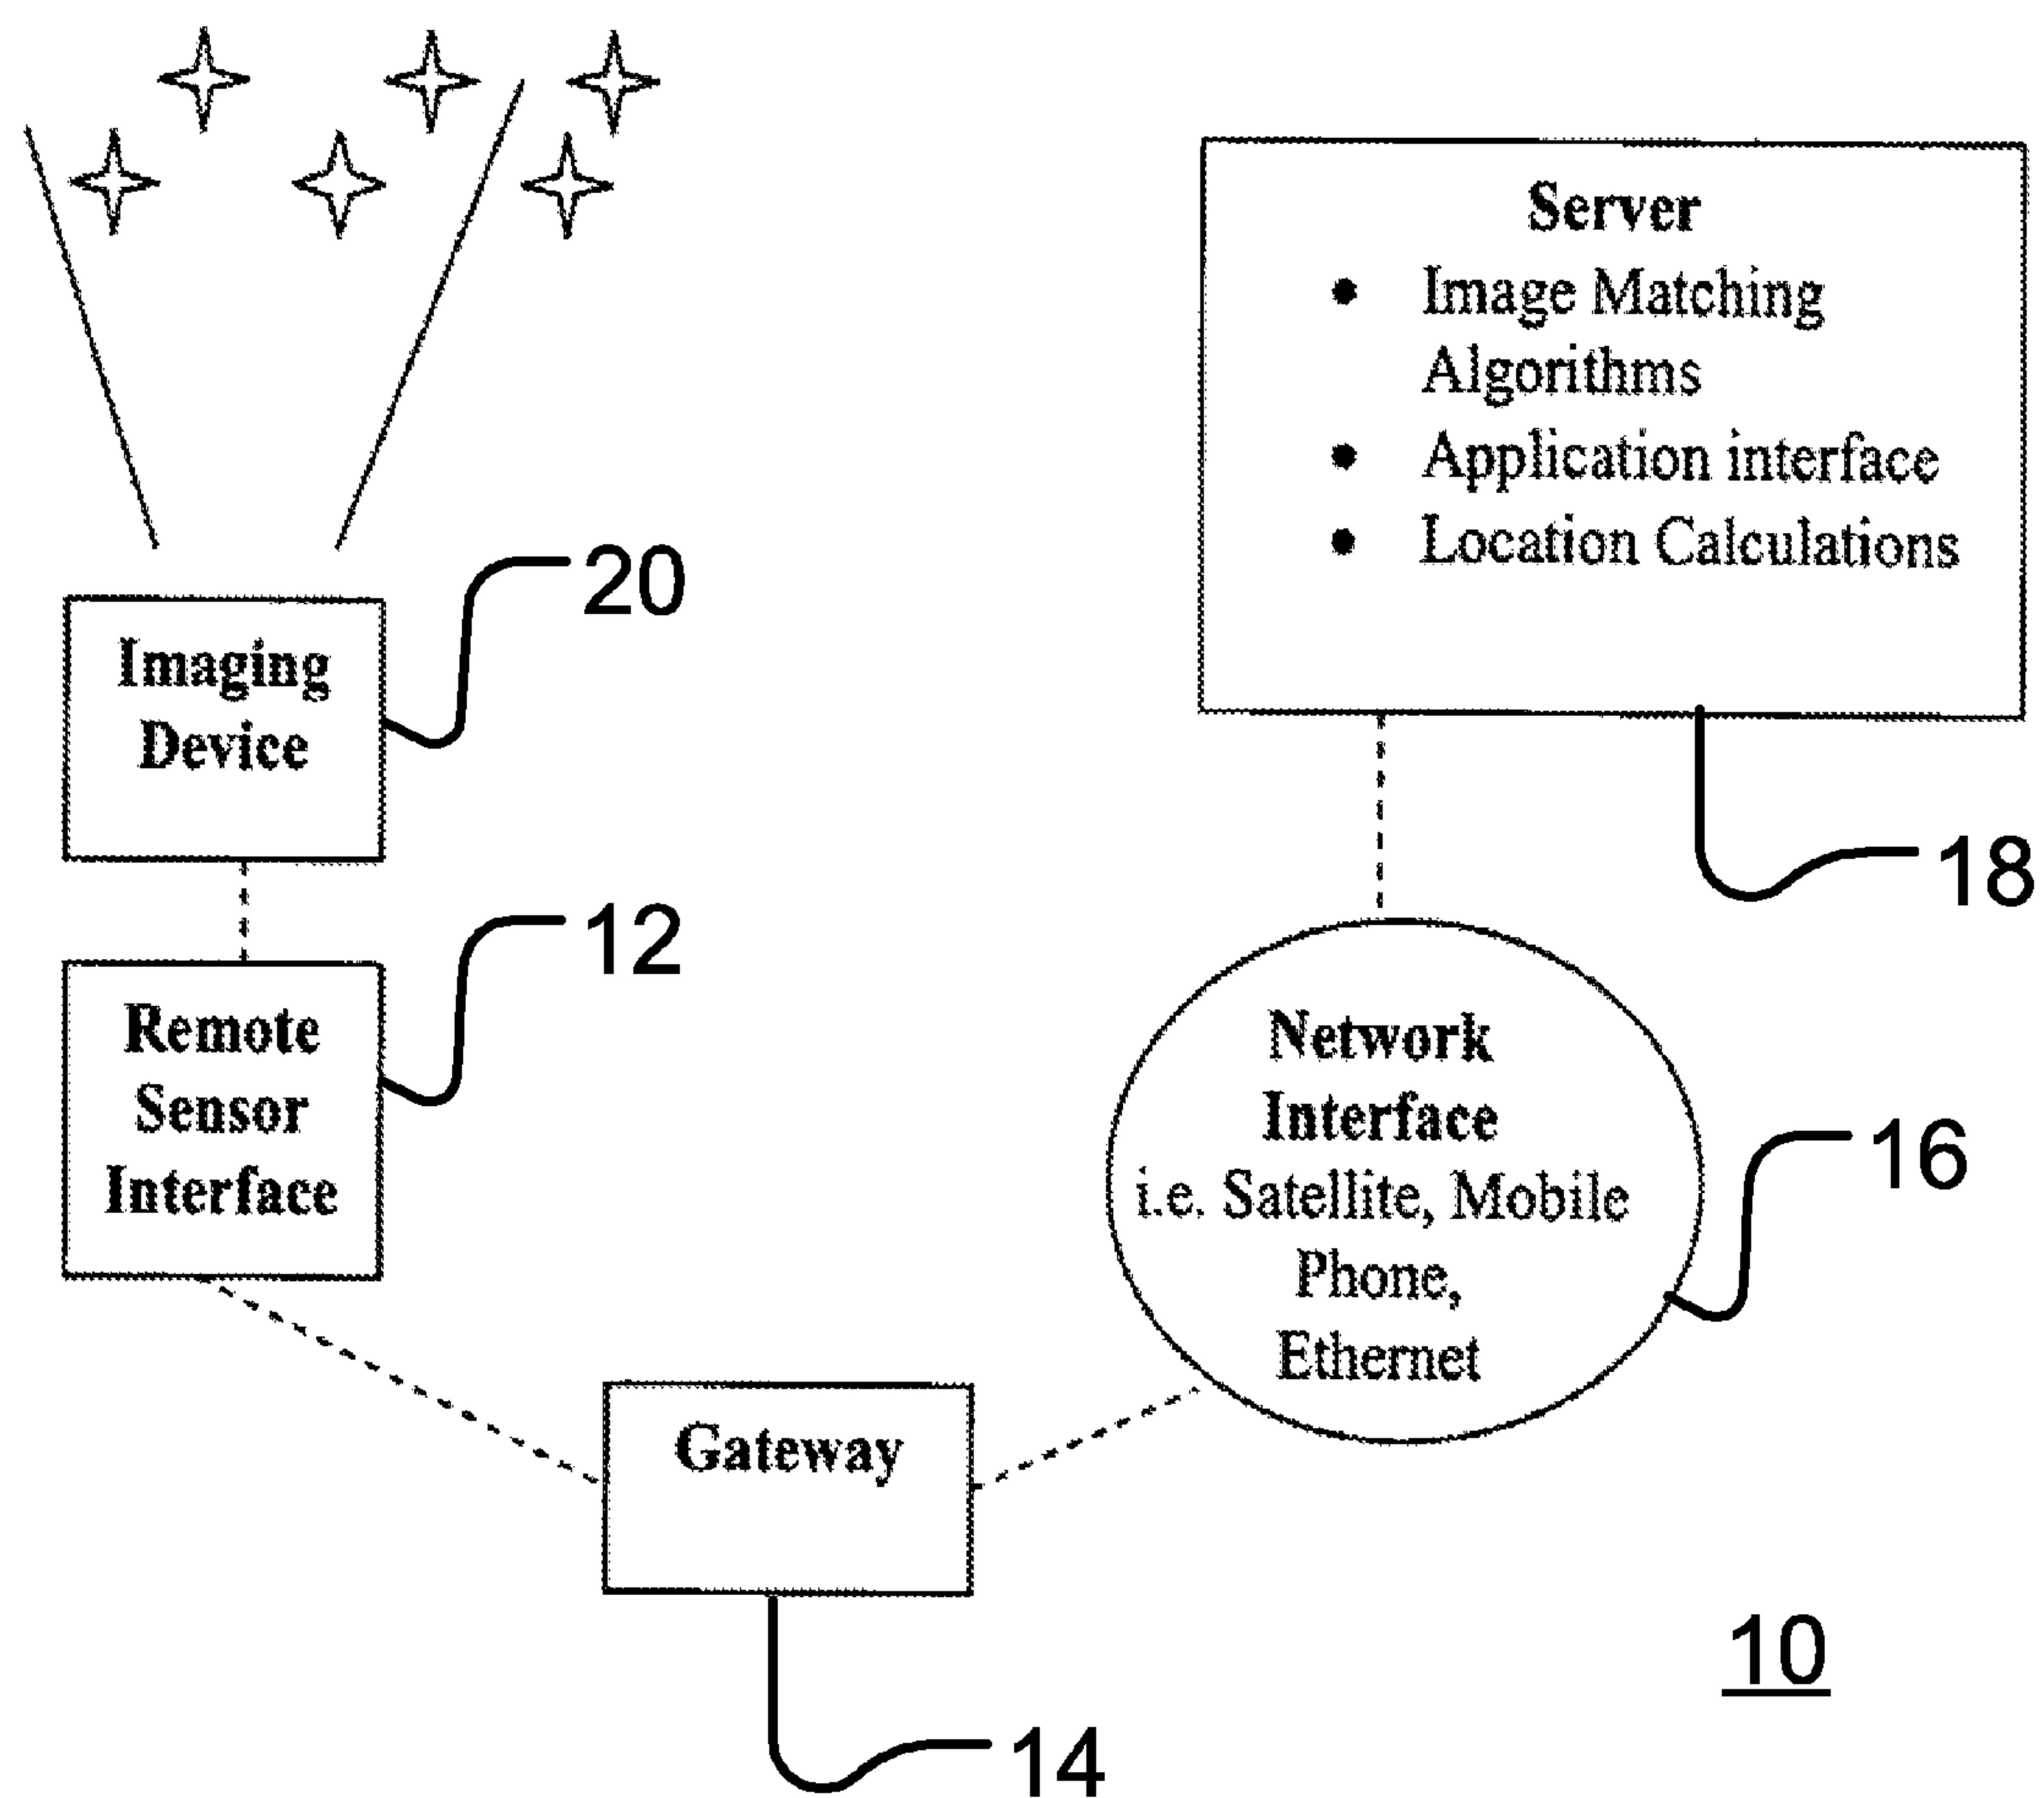 Server
• Image Matching
Algorithms
• Application interface
• Location Calculations
20
Imaging
Device
18
12
Remote
Sensor
Interface
Network
Interface
i.e. Satellite, Mobile
Phone,
Ethernet
16
Gateway
10
14